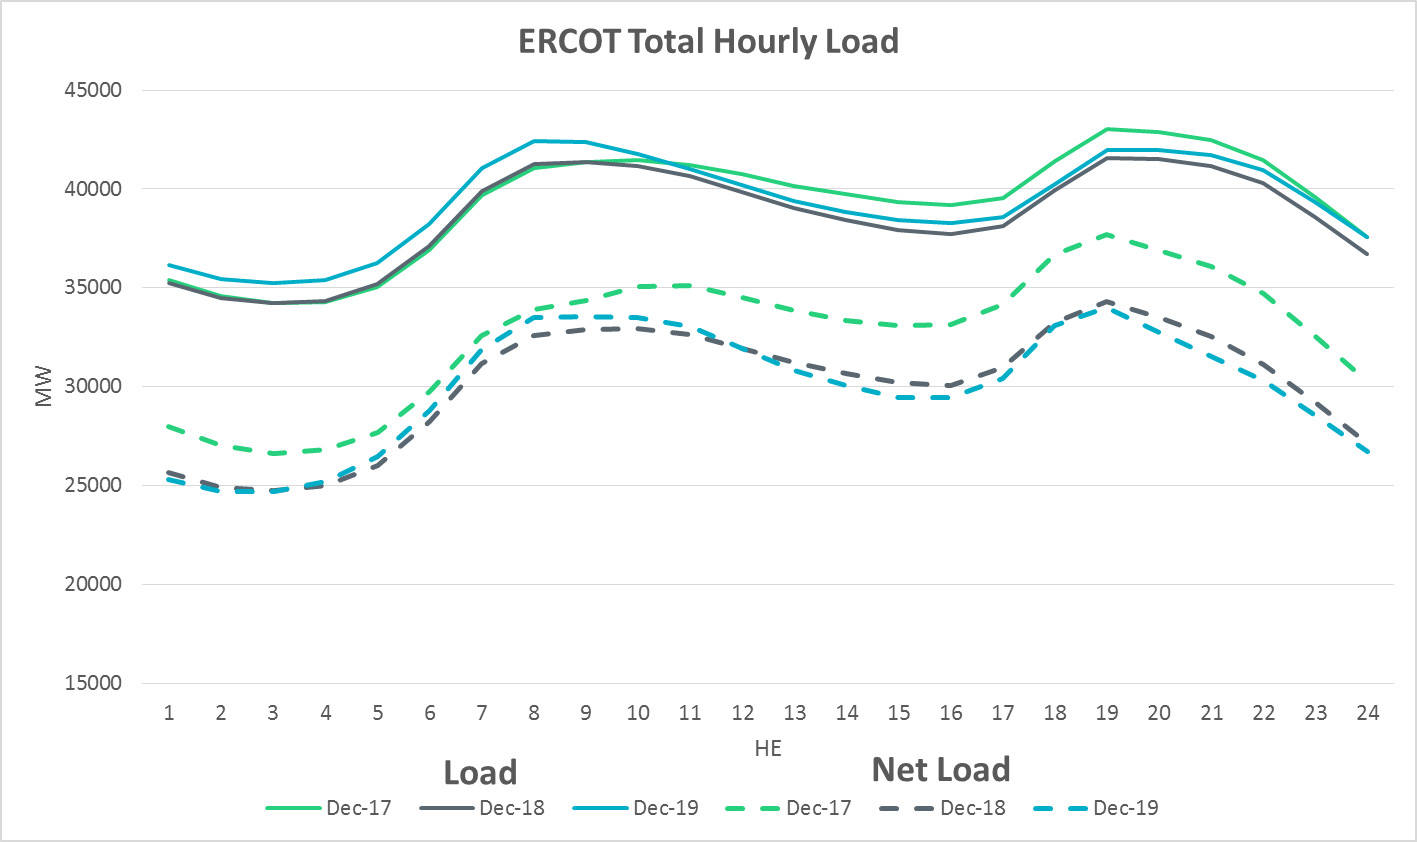 ERCOT Total Hourly Load
45000
40000
35000
30000
25000
20000
15000
MW
1 2 3 4 5 6 7 8 9 10 11 12 13 14 15 16 17 18 19 20 21 22 23 24
HE
Load Net Load
Dec-17 Dec-18 Dec-19 Dec-17 Dec-18 Dec-19